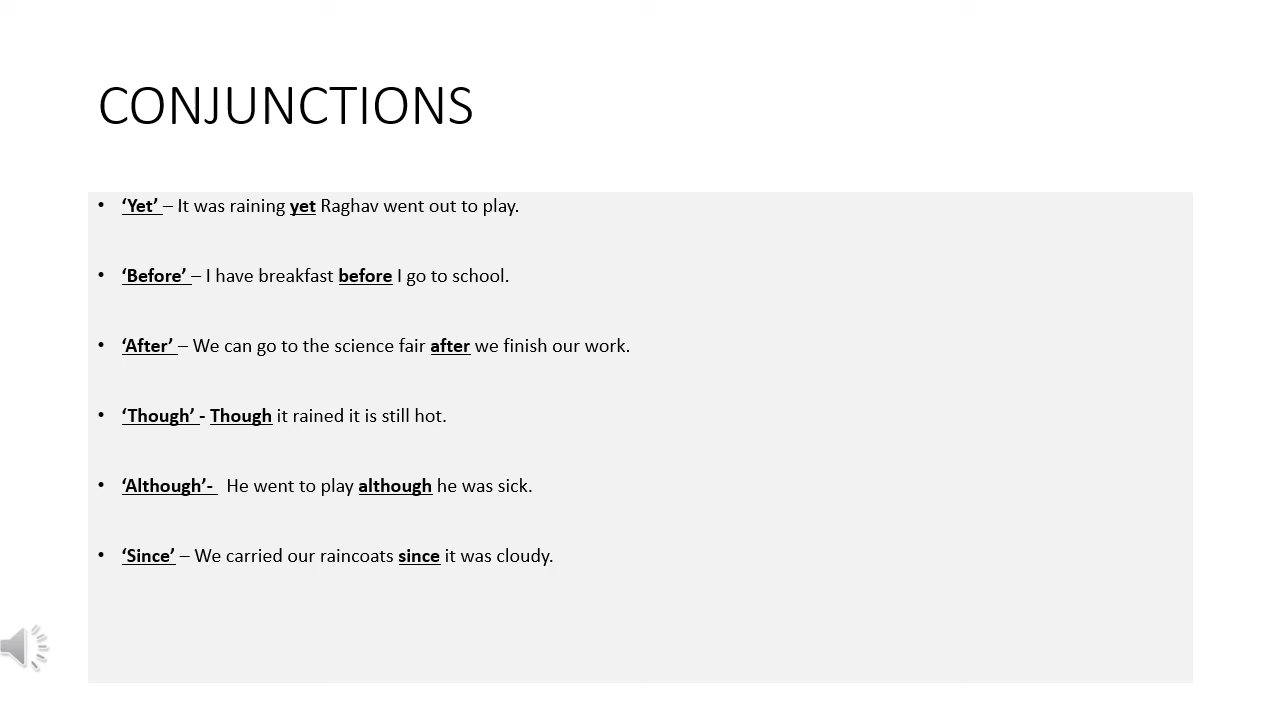 CONJUNCTIONS
• ‘Yet’ – It was raining yet Raghav went out to play.
• ‘Before’ – I have breakfast before I go to school.
• ‘After’ – We can go to the science fair after we finish our work.
• ‘Though’ - Though it rained it is still hot.
• ‘Although’-  He went to play although he was sick.
• ‘Since’ – We carried our raincoats since it was cloudy.